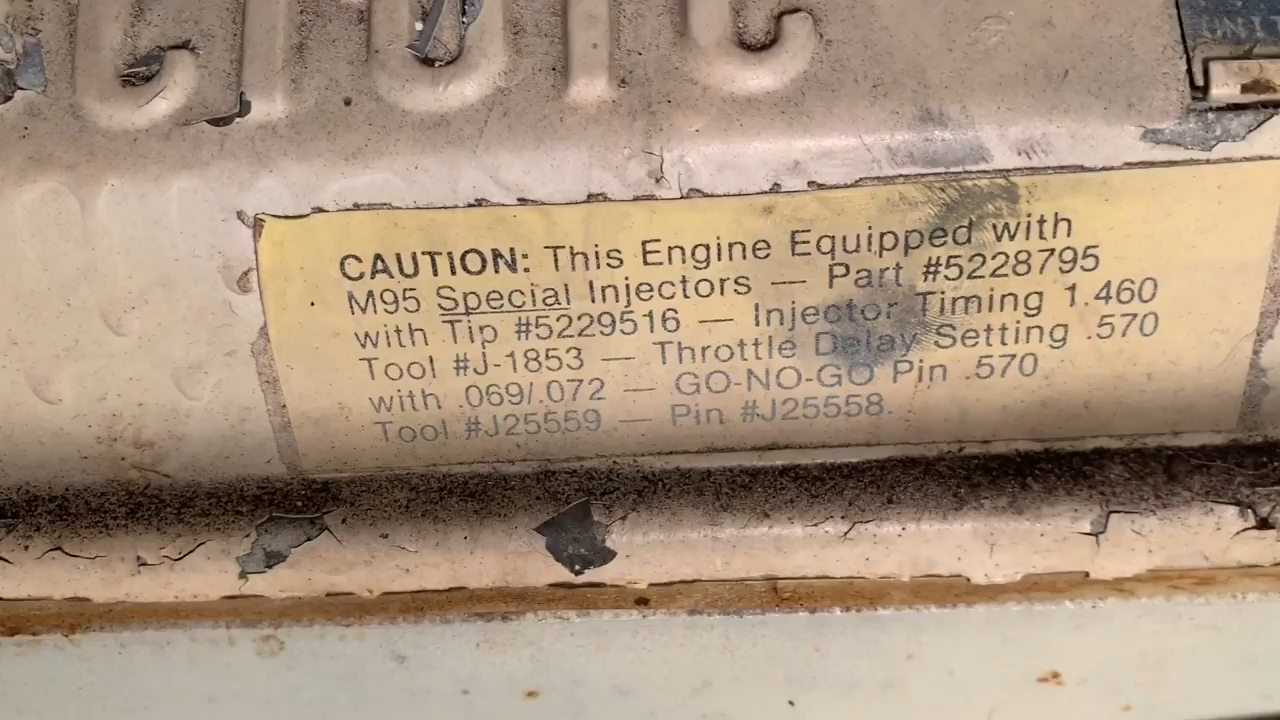 CAUTION: This Engine Equipped with
M95 Special Injectors — Part #5228795
with Tip #5229516 — Injector Timing 1.460
Tool #J-1853 — Throttle Delay Setting .570
with .069/.072 — GO-NO-GO Pin .570
Tool #J25559 — Pin #J25558.